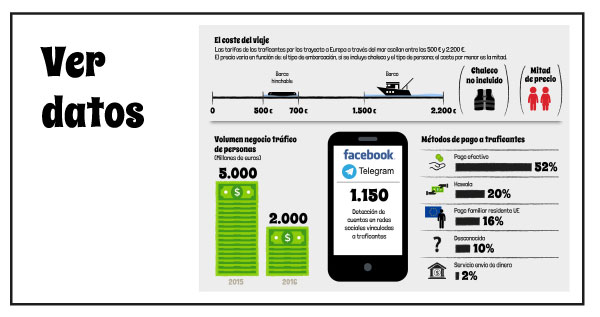 Ver
datos
El coste del viaje
Las tarifas de los traficantes por los trayecto a Europa a través del mar oscilan entre los 500 € y 2.200 €.
El precio varía en función de: el tipo de embarcación, si se incluye chaleco y el tipo de persona; el coste por menor es la mitad.
Barco
hinchable
Barco
0
500 €
700 €
1.500 €
2.200 €
Chaleco
no incluido
Mitad
de precio
Volumen negocio tráfico
de personas
(Millones de euros)
5.000
2.000
$
$
2015
2016
facebook
Telegram
1.150
Detección de
cuentas en redes
sociales vinculadas
a traficantes
Métodos de pago a traficantes
Pago efectivo
52%
Hawala
20%
Pago familiar residente UE
16%
?
Desconocido
10%
Servicio envío de dinero
2%